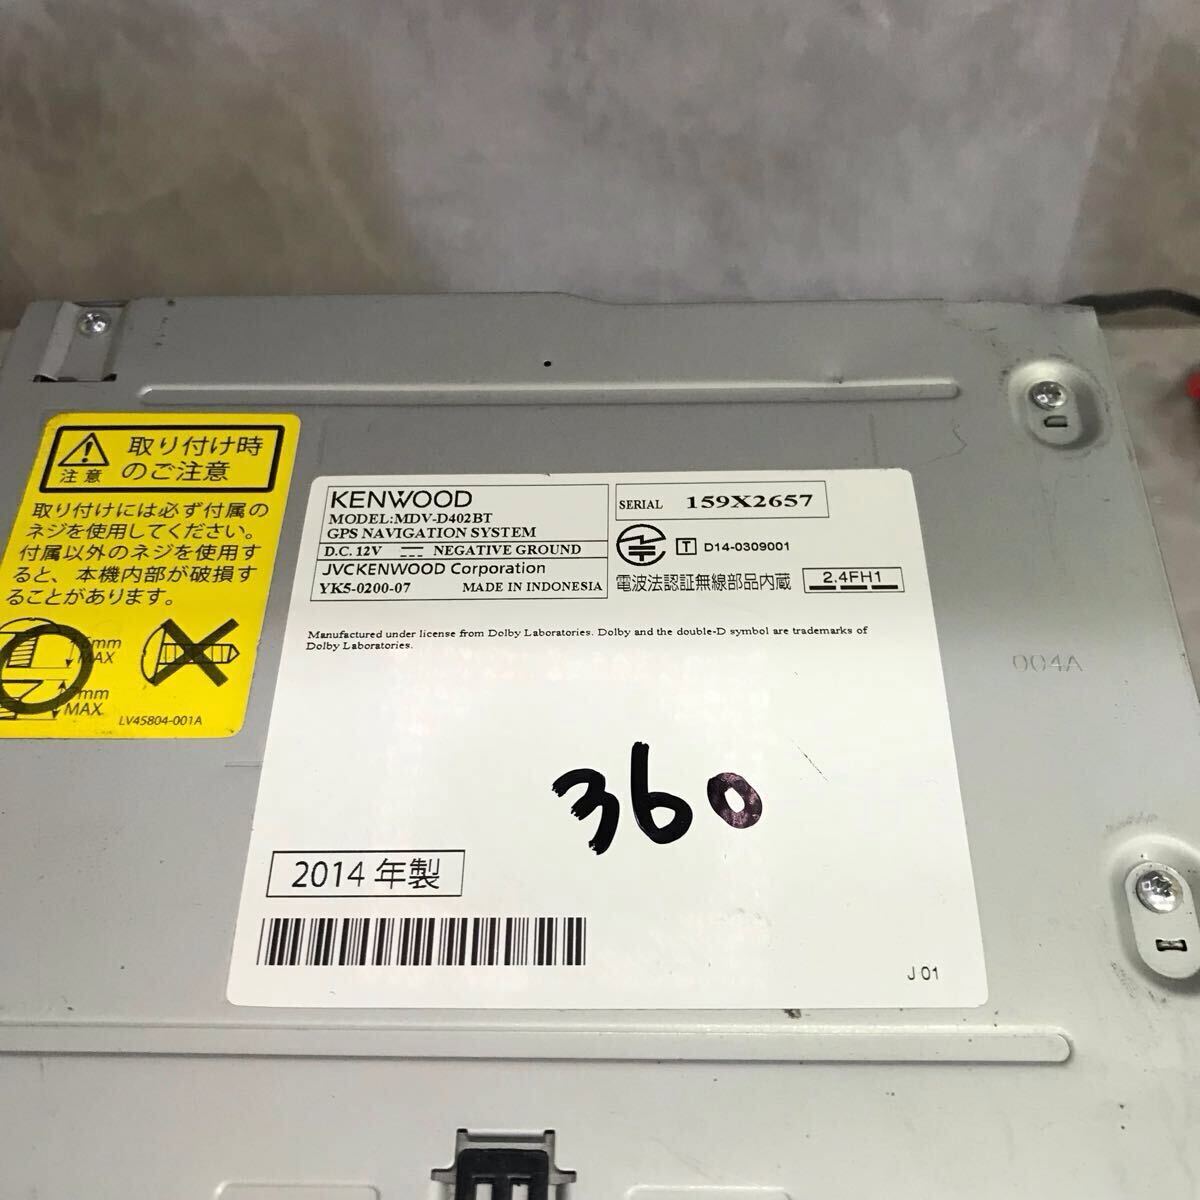 取り付け時
のご注意
注意
取り付けには必ず付属の
ネジを使用してください。
付属以外のネジを使用す
ると、本機内部が破損す
ることがあります。
mm
MAX
mm
MAX
LV45804-001A
KENWOOD
MODEL:MDV-D402BT
GPS NAVIGATION SYSTEM
D.C. 12V NEGATIVE GROUND
JVCKENWOOD Corporation
YK5-0200-07 MADE IN INDONESIA
SERIAL 159X2657
T D14-0309001
電波法認証無線部品内蔵 2.4FH1
Manufactured under license from Dolby Laboratories. Dolby and the double-D symbol are trademarks of
Dolby Laboratories.
004A
360
2014年製
J-01